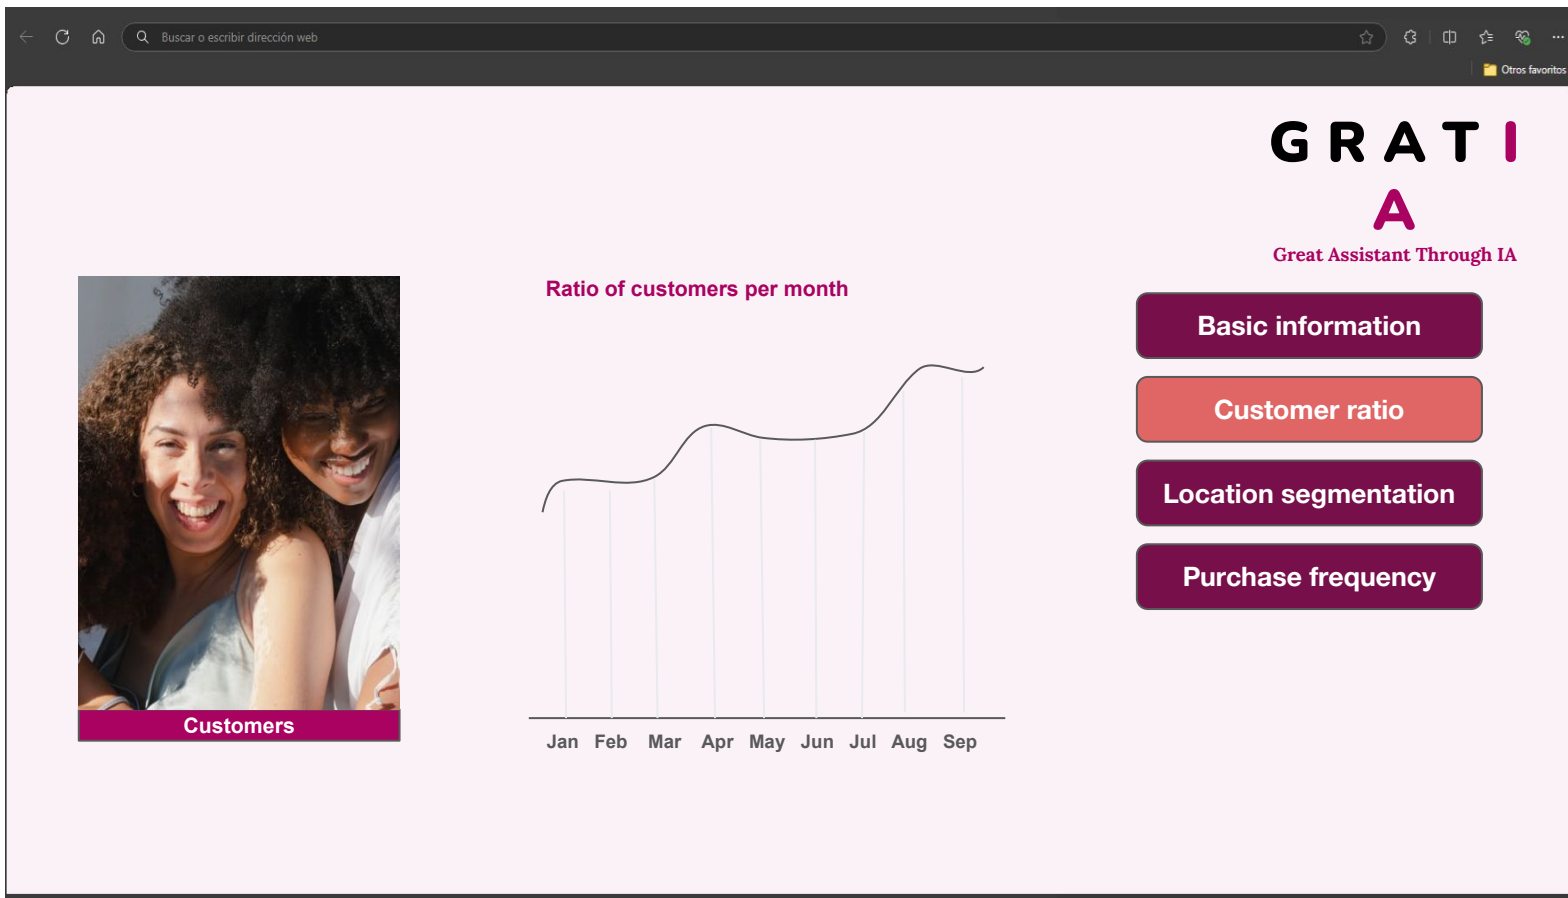 Buscar o escribir dirección web
Otros favoritos
GRATI
A
Great Assistant Through IA
Ratio of customers per month
Basic information
Customer ratio
Location segmentation
Purchase frequency
Customers
Jan Feb Mar Apr May Jun Jul Aug Sep